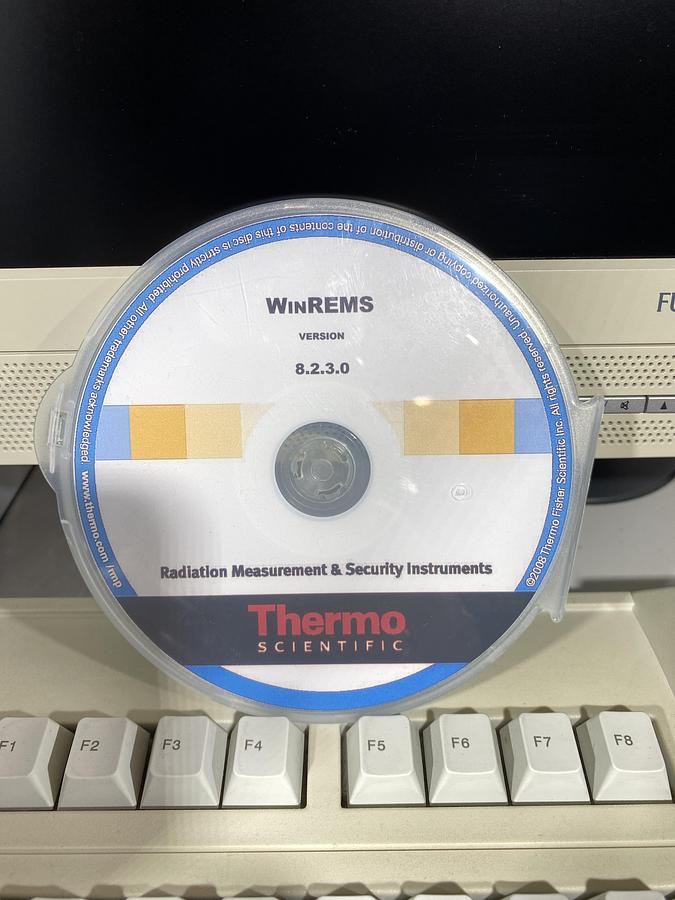 WINREMS
VERSION
8.2.3.0
Radiation Measurement & Security Instruments
Thermo
SCIENTIFIC
©2008 Thermo Fisher Scientific Inc. All rights reserved. Unauthorized copying or distribution of the contents of this disc is strictly prohibited. All other trademarks acknowledged. www.thermo.com /rmp
FU
F1
F2
F3
F4
F5
F6
F7
F8